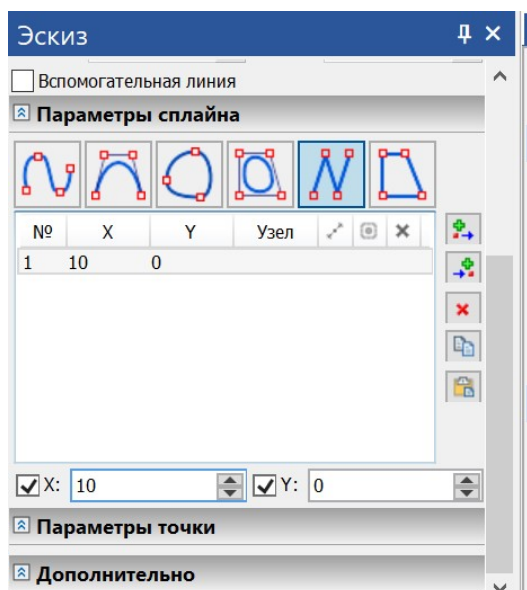 Эскиз
Вспомогательная линия
Параметры сплайна
№ X Y Узел
1 10 0
X: 10 Y: 0
Параметры точки
Дополнительно